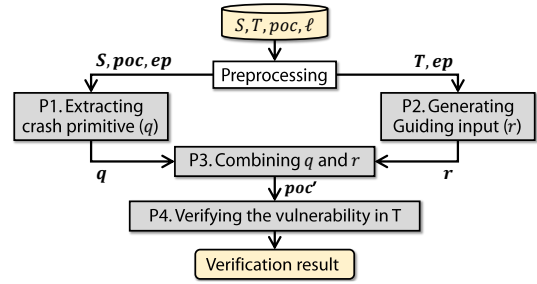 S, T, poc, ℓ
S, poc, ep
Preprocessing
T, ep
P1. Extracting
crash primitive (q)
P2. Generating
Guiding input (r)
P3. Combining q and r
q
r
poc′
P4. Verifying the vulnerability in T
Verification result